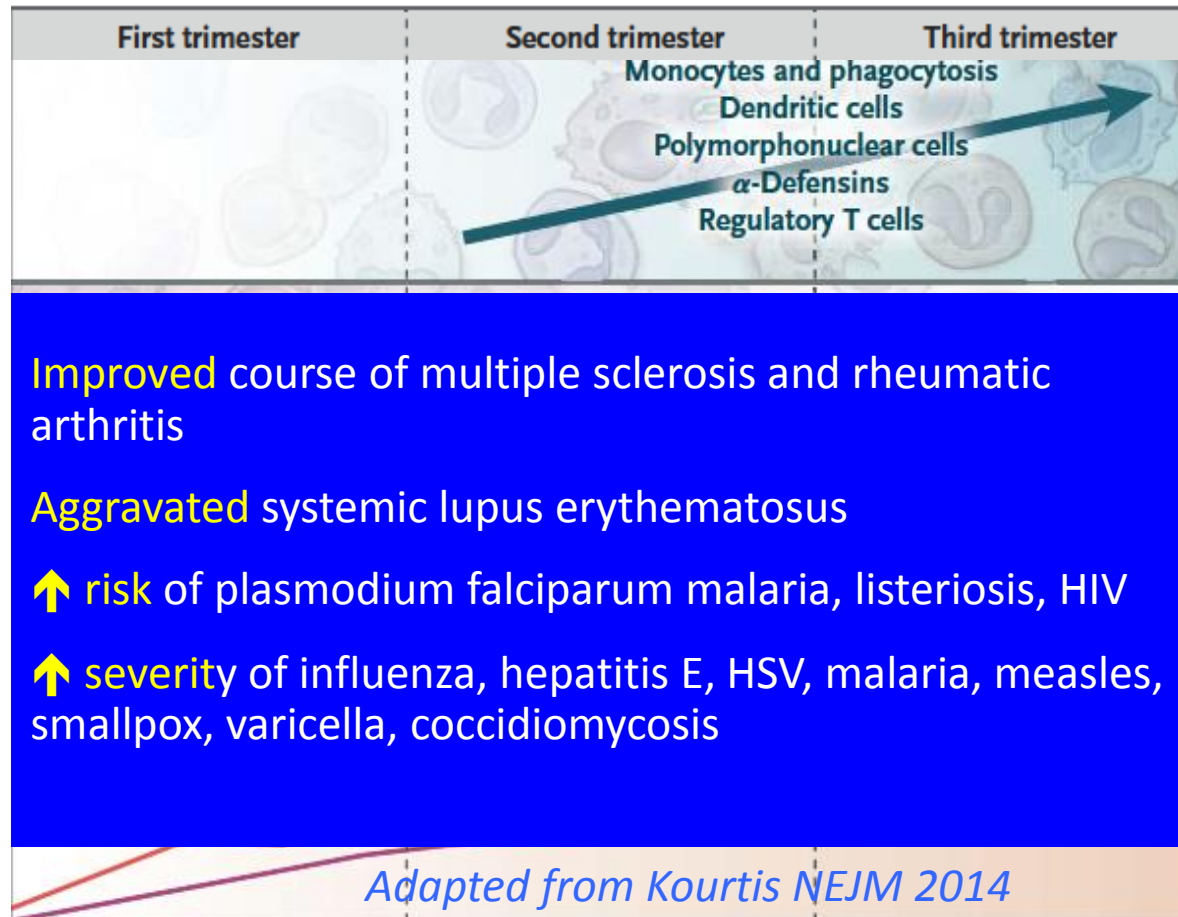 First trimester Second trimester Third trimester
Monocytes and phagocytosis
Dendritic cells
Polymorphonuclear cells
α-Defensins
Regulatory T cells
Improved course of multiple sclerosis and rheumatic
arthritis
Aggravated systemic lupus erythematosus
↑ risk of plasmodium falciparum malaria, listeriosis, HIV
↑ severity of influenza, hepatitis E, HSV, malaria, measles,
smallpox, varicella, coccidiomycosis
Adapted from Kourtis NEJM 2014